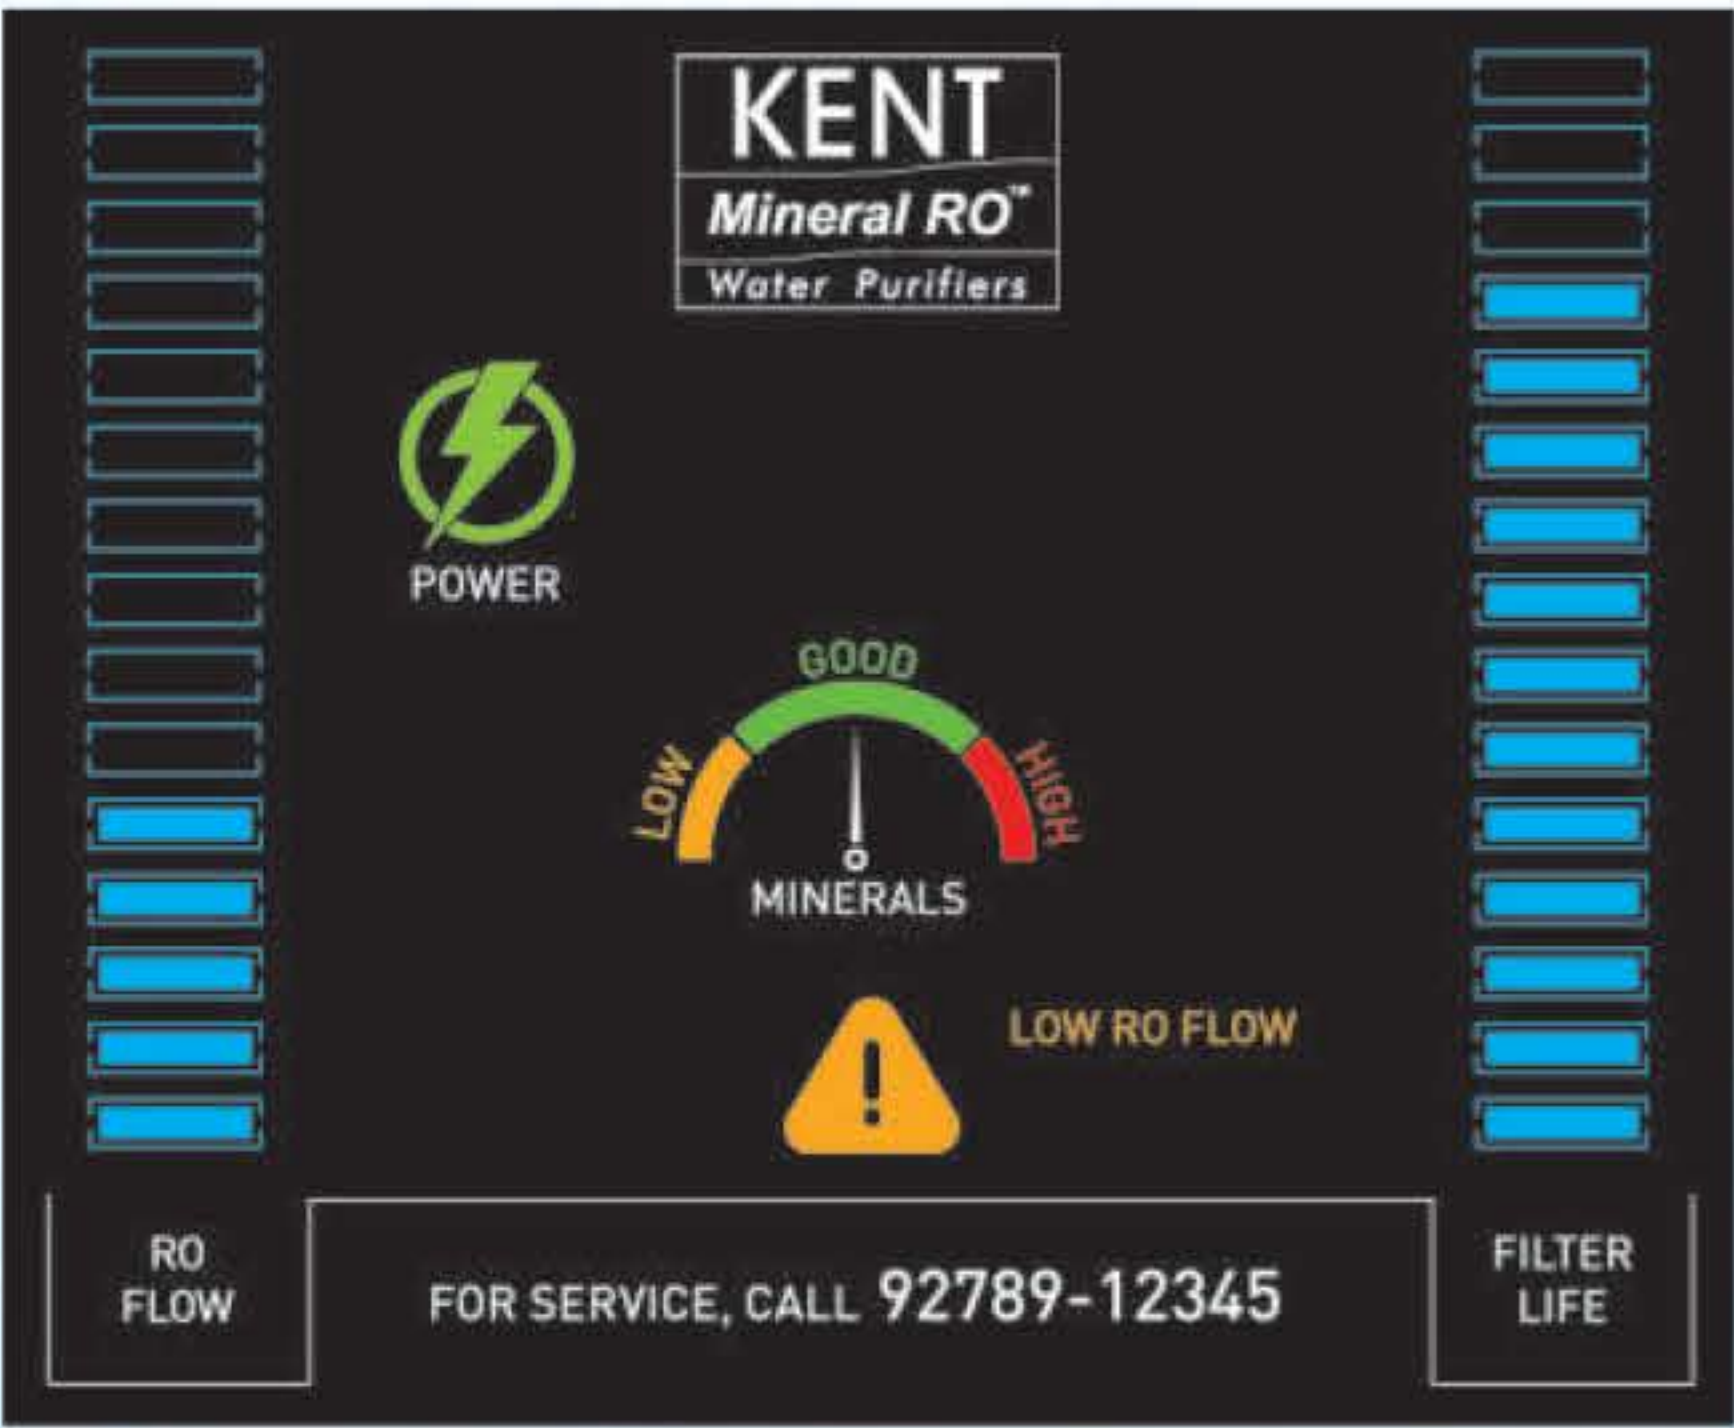 KENT
Mineral RO™
Water Purifiers
POWER
GOOD
LOW
HIGH
MINERALS
LOW RO FLOW
RO
FLOW
FOR SERVICE, CALL 92789-12345
FILTER
LIFE